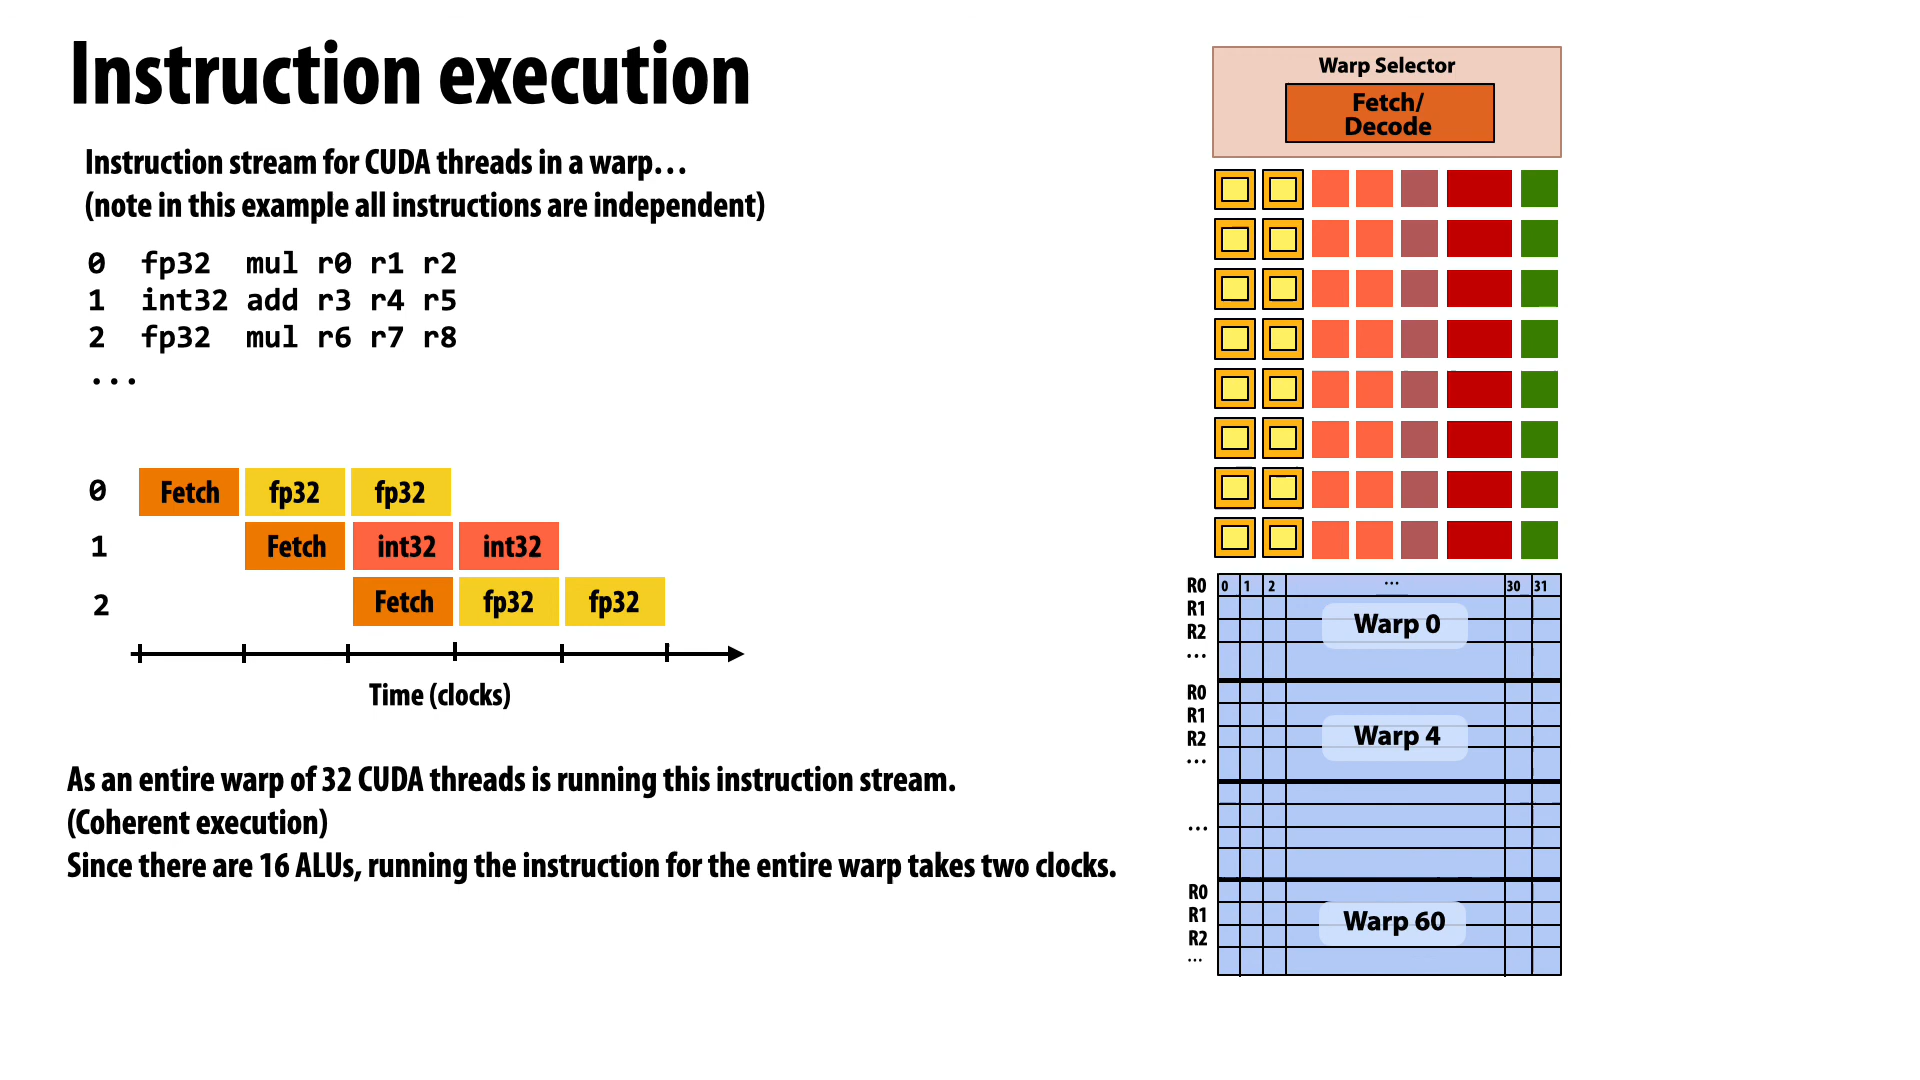 Instruction execution
Instruction stream for CUDA threads in a warp…
(note in this example all instructions are independent)
0 fp32 mul r0 r1 r2
1 int32 add r3 r4 r5
2 fp32 mul r6 r7 r8
...
0 Fetch fp32 fp32
1 Fetch int32 int32
2 Fetch fp32 fp32
Time (clocks)
As an entire warp of 32 CUDA threads is running this instruction stream.
(Coherent execution)
Since there are 16 ALUs, running the instruction for the entire warp takes two clocks.
Warp Selector
Fetch/
Decode
R0 0 1 2 ... 30 31
R1
Warp 0
R2
...
R0
R1
Warp 4
R2
...
...
R0
R1
Warp 60
R2
...